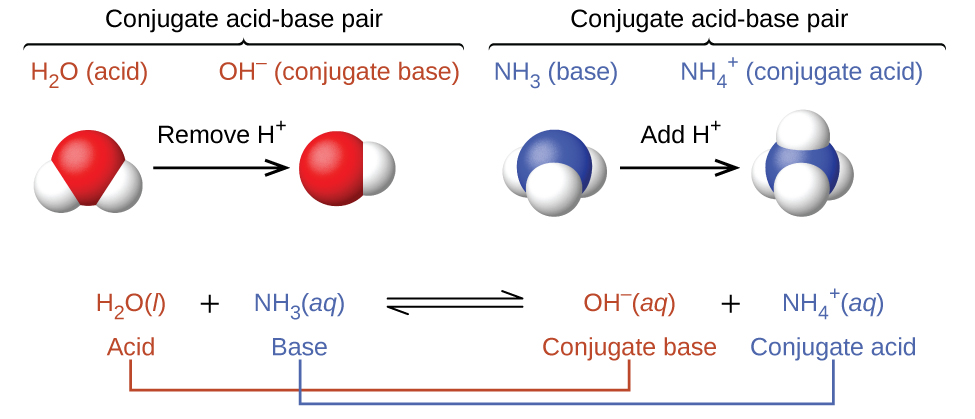 Conjugate acid-base pair Conjugate acid-base pair
H₂O (acid) OH⁻ (conjugate base) NH₃ (base) NH₄⁺ (conjugate acid)
Remove H⁺ Add H⁺
H₂O(l) + NH₃(aq) ⇌ OH⁻(aq) + NH₄⁺(aq)
Acid Base Conjugate base Conjugate acid